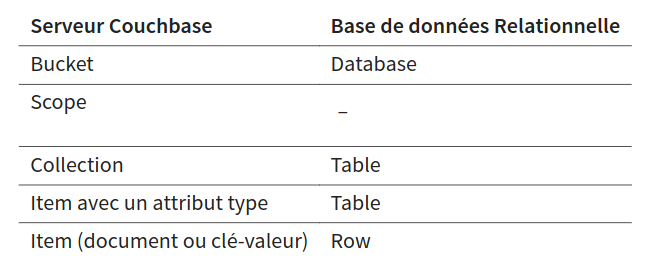 Serveur Couchbase Base de données Relationnelle
Bucket Database
Scope _
Collection Table
Item avec un attribut type Table
Item (document ou clé-valeur) Row